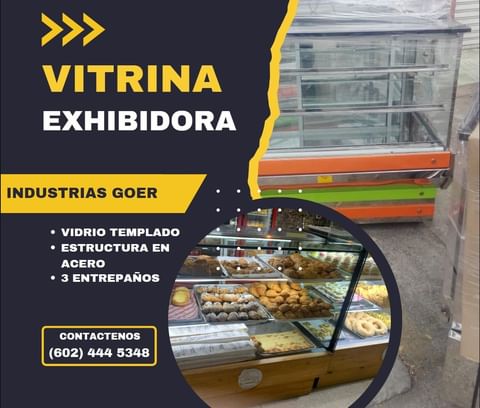 VITRINA
EXHIBIDORA
INDUSTRIAS GOER
• VIDRIO TEMPLADO
• ESTRUCTURA EN
ACERO
• 3 ENTREPAÑOS
CONTACTENOS
(602) 444 5348